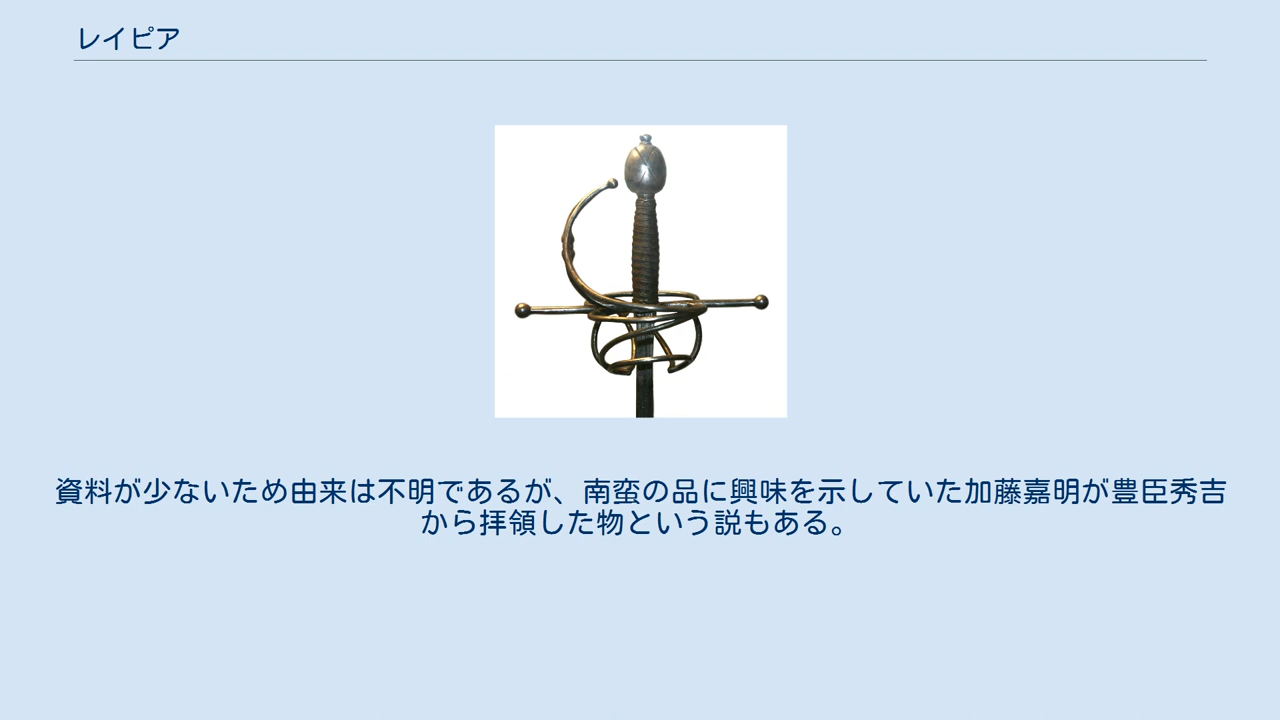 レイピア
資料が少ないため由来は不明であるが、南蛮の品に興味を示していた加藤嘉明が豊臣秀吉
から拝領した物という説もある。